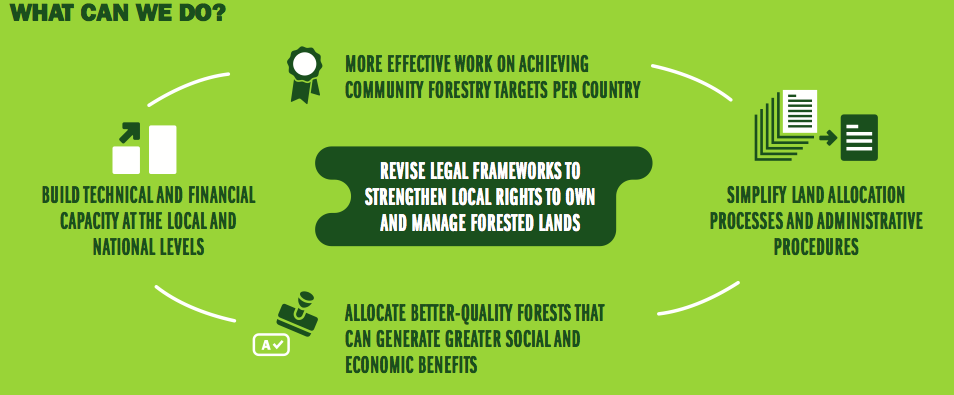 WHAT CAN WE DO?
MORE EFFECTIVE WORK ON ACHIEVING
COMMUNITY FORESTRY TARGETS PER COUNTRY
BUILD TECHNICAL AND FINANCIAL
CAPACITY AT THE LOCAL AND
NATIONAL LEVELS
REVISE LEGAL FRAMEWORKS TO
STRENGTHEN LOCAL RIGHTS TO OWN
AND MANAGE FORESTED LANDS
SIMPLIFY LAND ALLOCATION
PROCESSES AND ADMINISTRATIVE
PROCEDURES
ALLOCATE BETTER-QUALITY FORESTS THAT
CAN GENERATE GREATER SOCIAL AND
ECONOMIC BENEFITS
A